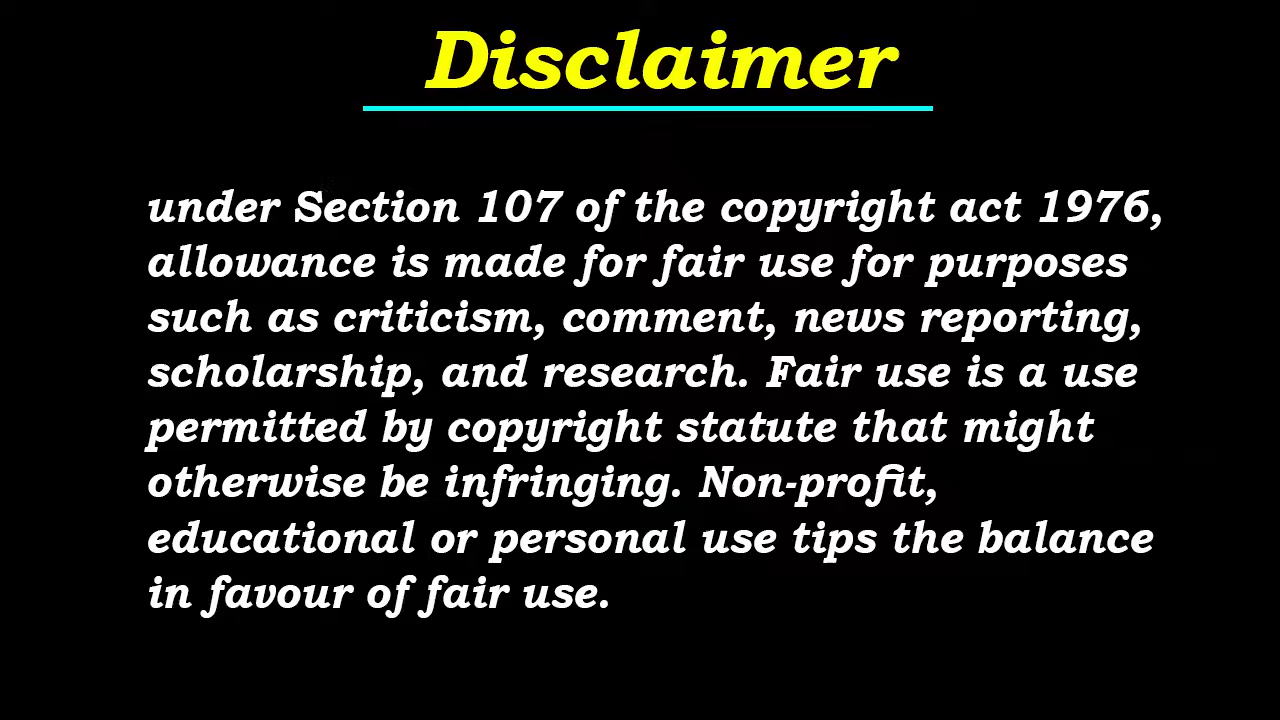 Disclaimer
under Section 107 of the copyright act 1976,
allowance is made for fair use for purposes
such as criticism, comment, news reporting,
scholarship, and research. Fair use is a use
permitted by copyright statute that might
otherwise be infringing. Non-profit,
educational or personal use tips the balance
in favour of fair use.